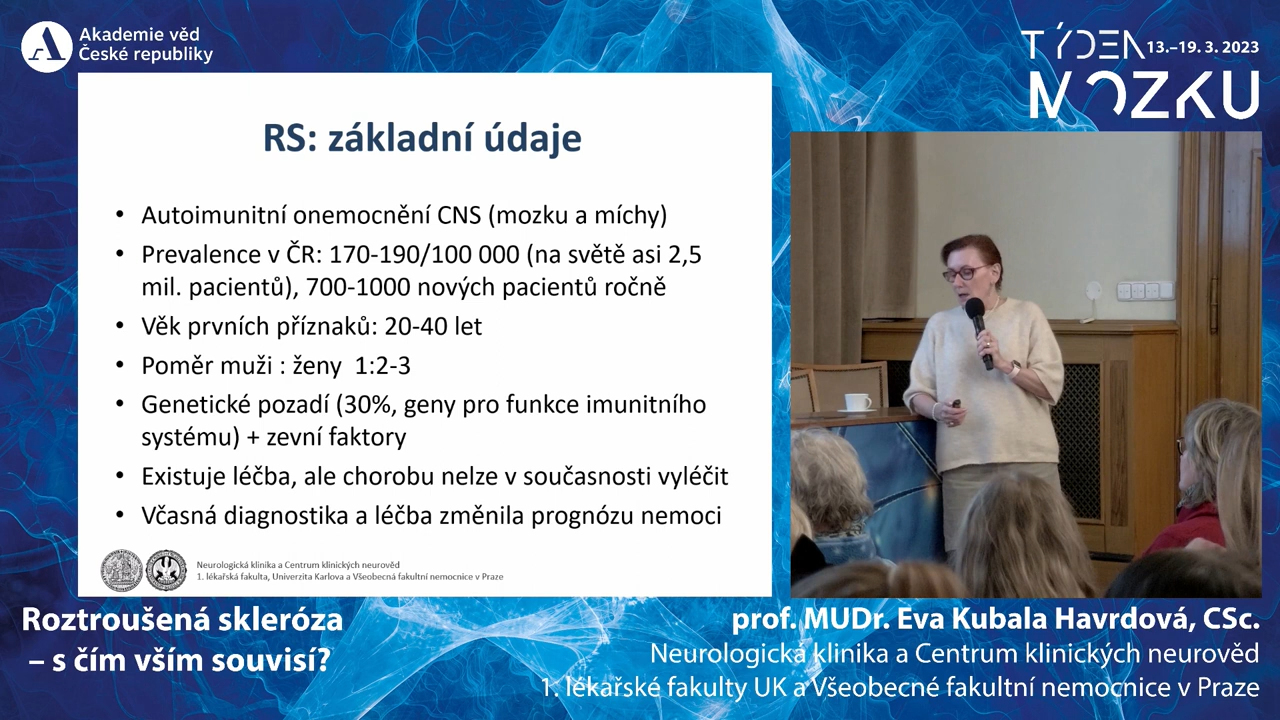 Akademie věd
České republiky
TÝDEN 13.–19. 3. 2023
MOZKU
RS: základní údaje
• Autoimunitní onemocnění CNS (mozku a míchy)
• Prevalence v ČR: 170-190/100 000 (na světě asi 2,5
mil. pacientů), 700-1000 nových pacientů ročně
• Věk prvních příznaků: 20-40 let
• Poměr muži : ženy 1:2-3
• Genetické pozadí (30%, geny pro funkce imunitního
systému) + zevní faktory
• Existuje léčba, ale chorobu nelze v současnosti vyléčit
• Včasná diagnostika a léčba změnila prognózu nemoci
Neurologická klinika a Centrum klinických neurověd
1. lékařská fakulta, Univerzita Karlova a Všeobecná fakultní nemocnice v Praze
Roztroušená skleróza
– s čím vším souvisí?
prof. MUDr. Eva Kubala Havrdová, CSc.
Neurologická klinika a Centrum klinických neurověd
1. lékařské fakulty UK a Všeobecné fakultní nemocnice v Praze